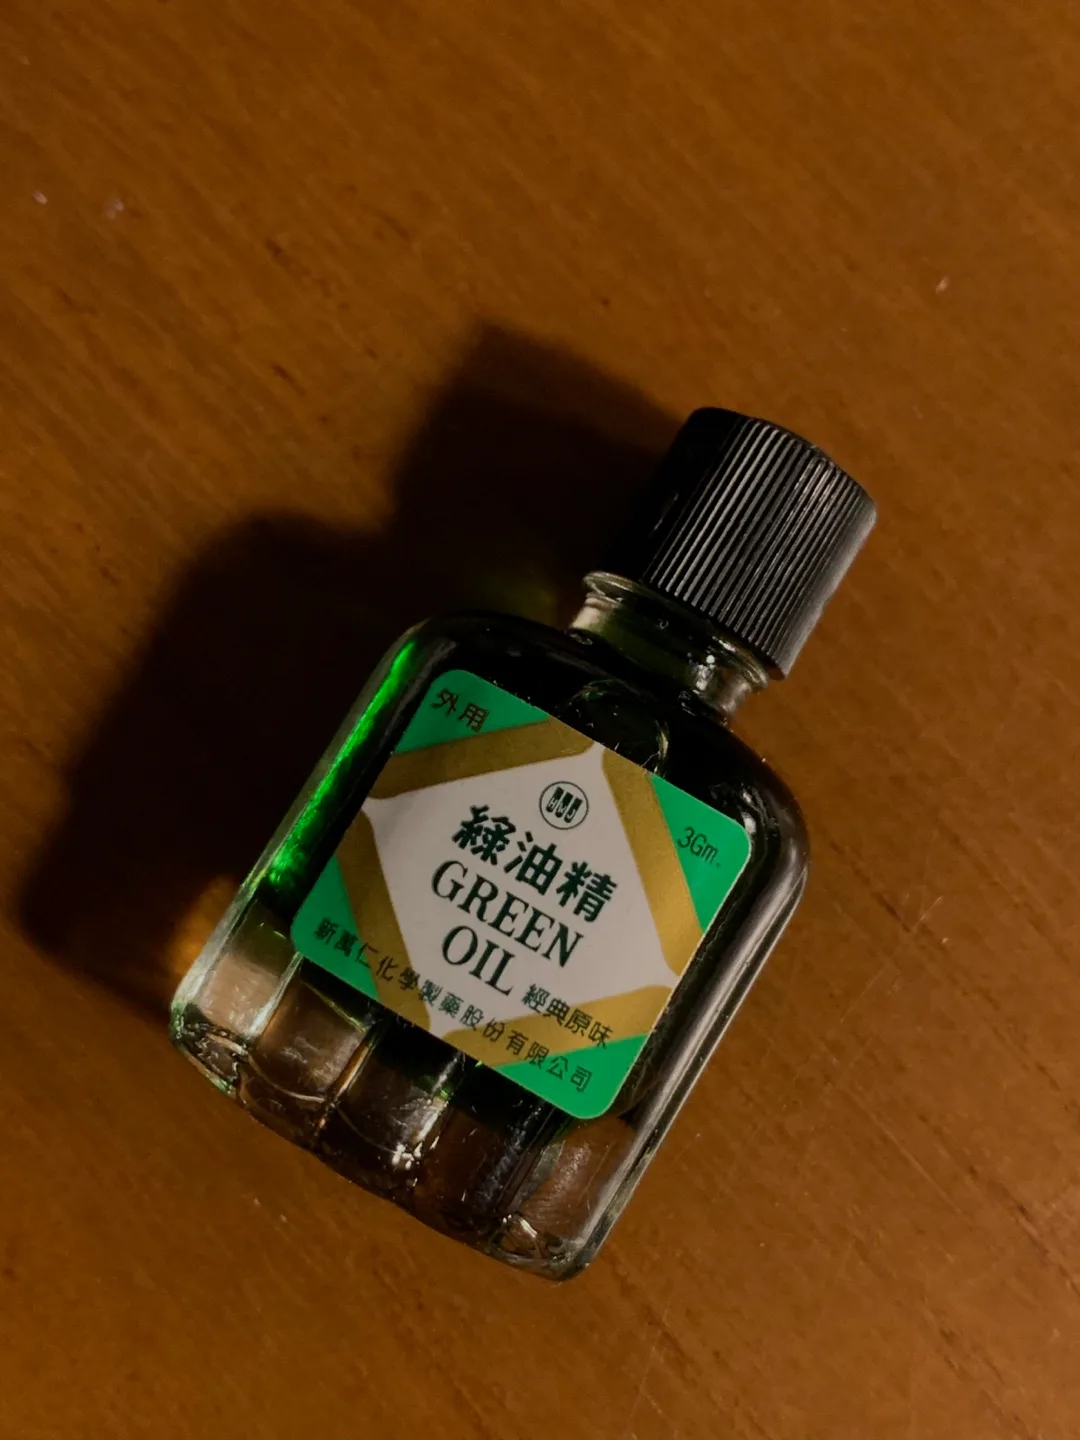 外用
3Gm.
綠油精
GREEN
OIL
經典原味
新萬仁化學製藥股份有限公司